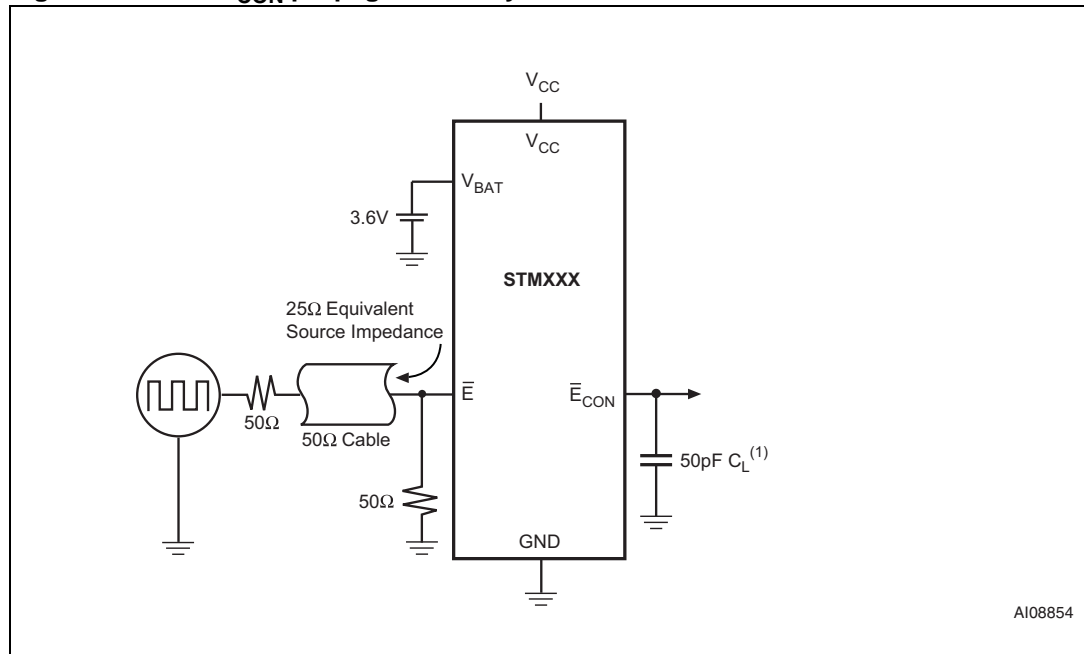 V_CC
V_CC
V_BAT
3.6V
STMXXX
25Ω Equivalent
Source Impedance
E̅
E̅_CON
50Ω
50Ω Cable
50pF C_L^(1)
50Ω
GND
AI08854